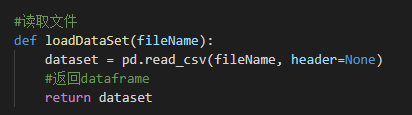 #读取文件
def loadDataSet(fileName):
    dataset = pd.read_csv(fileName, header=None)
    #返回dataframe
    return dataset